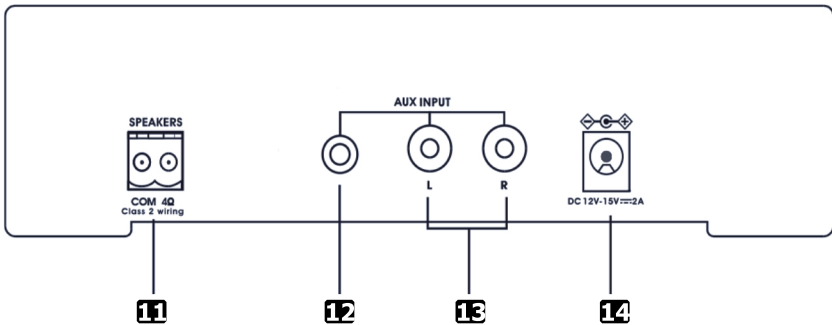 AUX INPUT
SPEAKERS
L R
COM 4Ω
Class 2 wiring
DC 12V-15V⎓2A
11 12 13 14